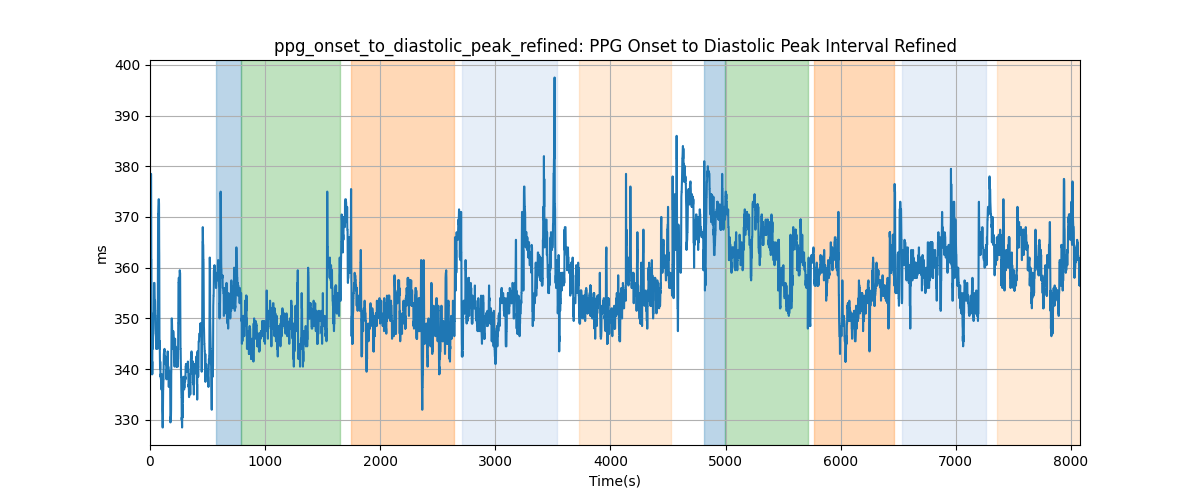 ppg_onset_to_diastolic_peak_refined: PPG Onset to Diastolic Peak Interval Refined
400
390
380
370
360
350
340
330
ms
0 1000 2000 3000 4000 5000 6000 7000 8000
Time(s)